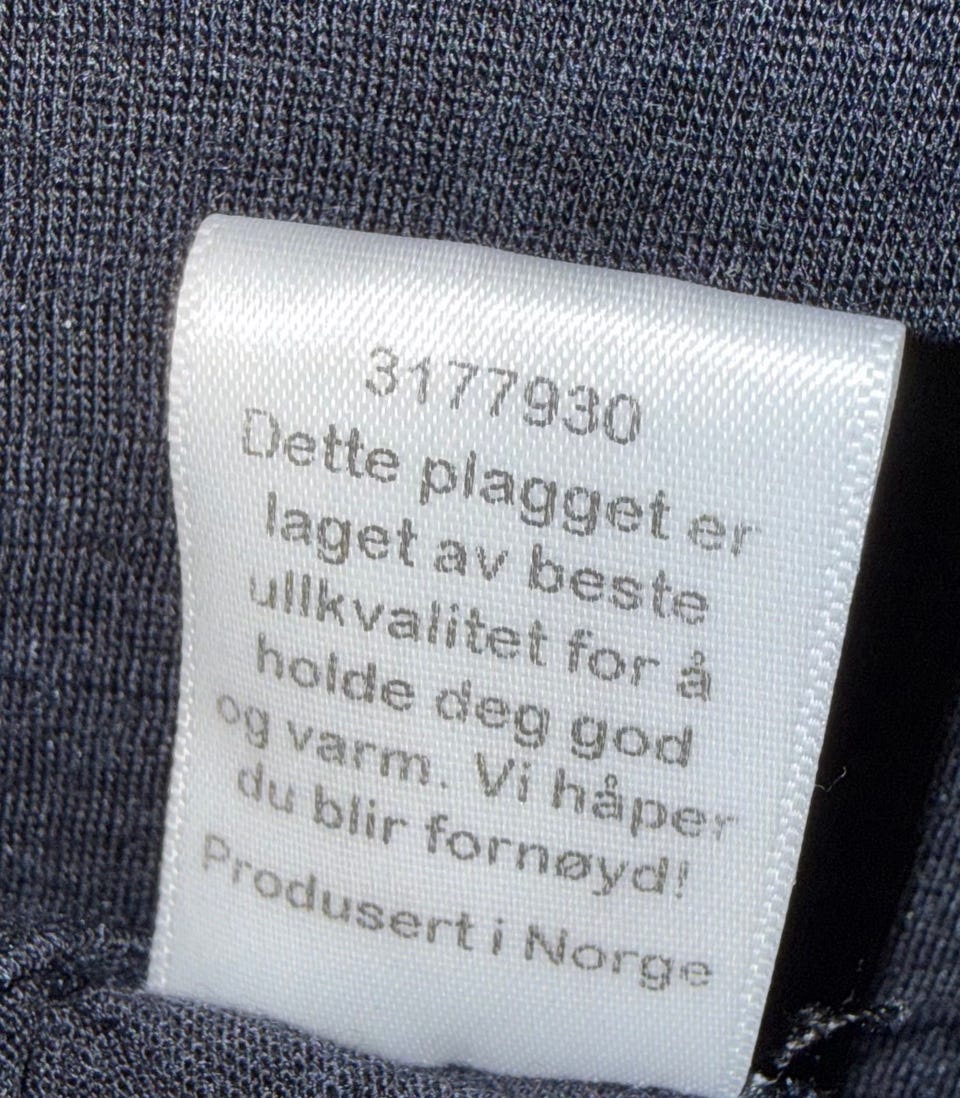 3177930
Dette plagget er
laget av beste
ullkvalitet for å
holde deg god
og varm. Vi håper
du blir fornøyd!
Produsert i Norge